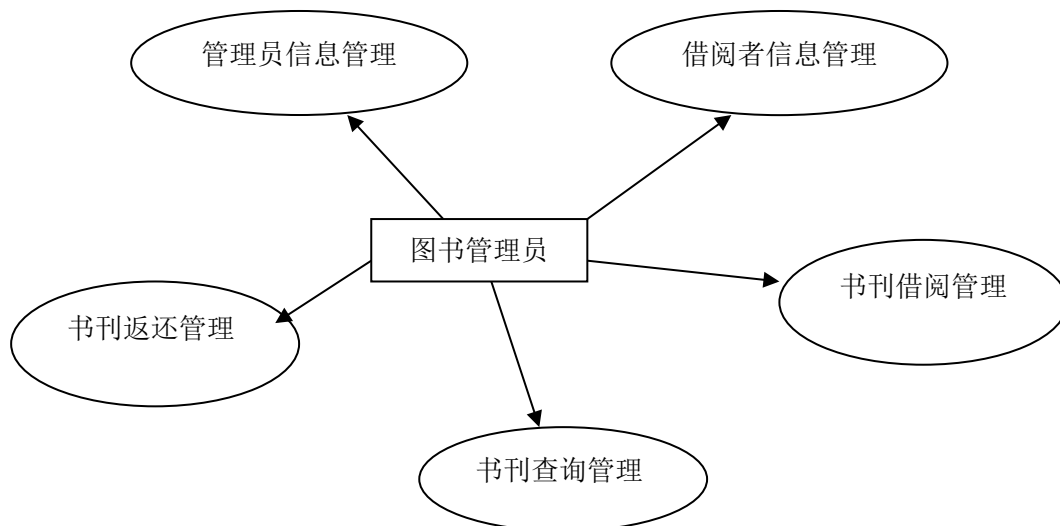 管理员信息管理
借阅者信息管理
图书管理员
书刊借阅管理
书刊返还管理
书刊查询管理